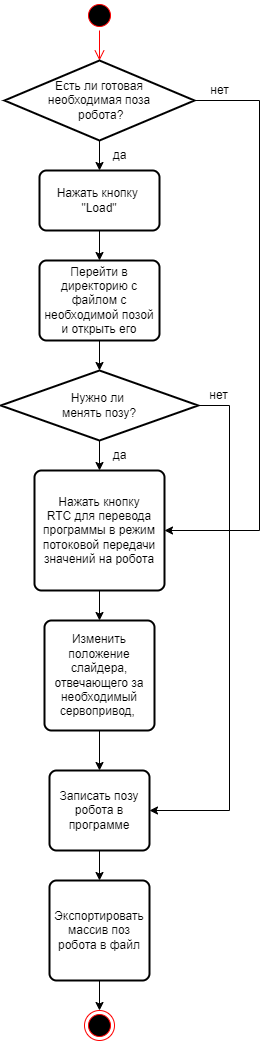 Есть ли готовая
необходимая поза
робота?
нет
да
Нажать кнопку
"Load"
Перейти в
директорию с
файлом с
необходимой позой
и открыть его
Нужно ли
менять позу?
нет
да
Нажать кнопку
RTC для перевода
программы в режим
потоковой передачи
значений на робота
Изменить
положение
слайдера,
отвечающего за
необходимый
сервопривод,
Записать позу
робота в
программе
Экспортировать
массив поз
робота в файл